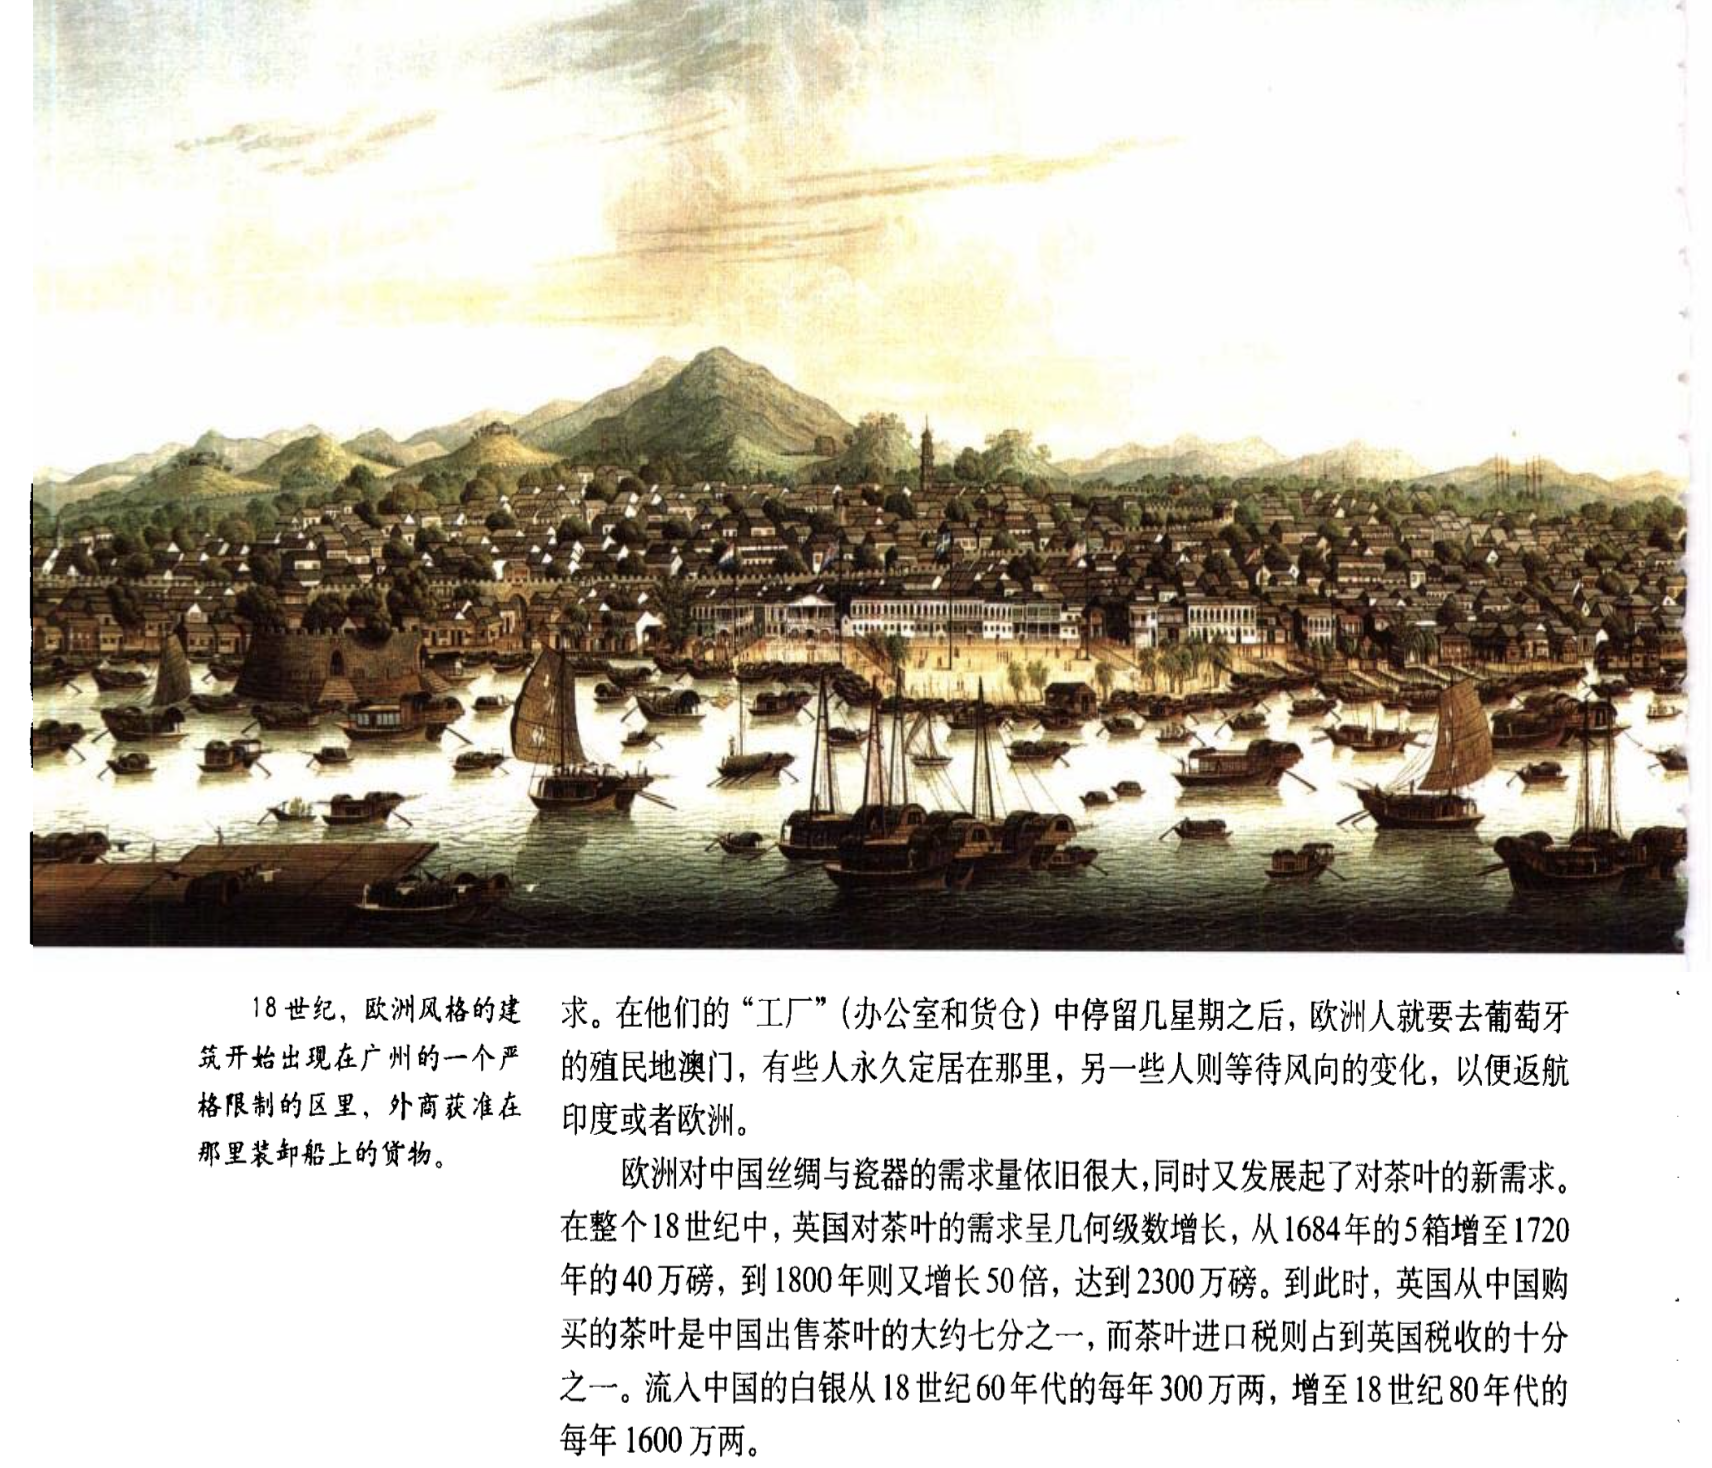 18世纪，欧洲风格的建
筑开始出现在广州的一个严
格限制的区里，外商获准在
那里装卸船上的货物。
求。在他们的“工厂”（办公室和货仓）中停留几星期之后，欧洲人就要去葡萄牙
的殖民地澳门，有些人永久定居在那里，另一些人则等待风向的变化，以便返航
印度或者欧洲。
欧洲对中国丝绸与瓷器的需求量依旧很大，同时又发展起了对茶叶的新需求。
在整个18世纪中，英国对茶叶的需求呈几何级数增长，从1684年的5箱增至1720
年的40万磅，到1800年则又增长50倍，达到2300万磅。到此时，英国从中国购
买的茶叶是中国出售茶叶的大约七分之一，而茶叶进口税则占到英国税收的十分
之一。流入中国的白银从18世纪60年代的每年300万两，增至18世纪80年代的
每年1600万两。